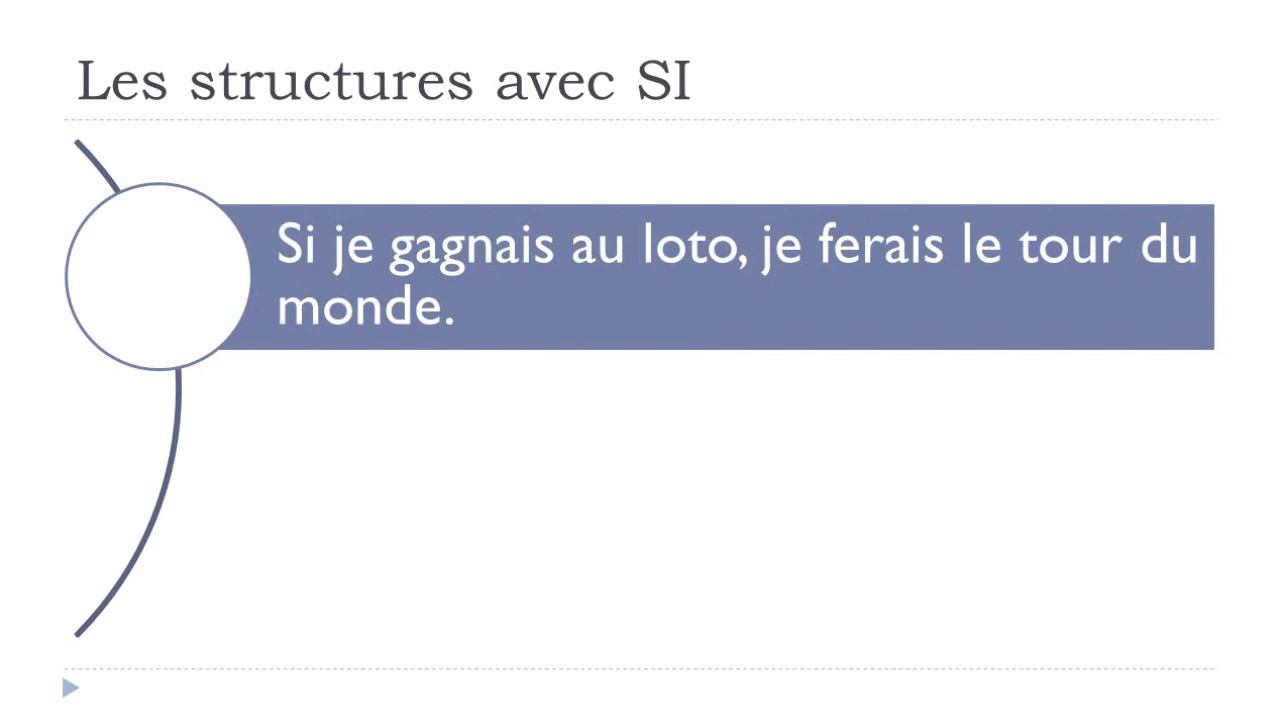 Les structures avec SI
Si je gagnais au loto, je ferais le tour du
monde.